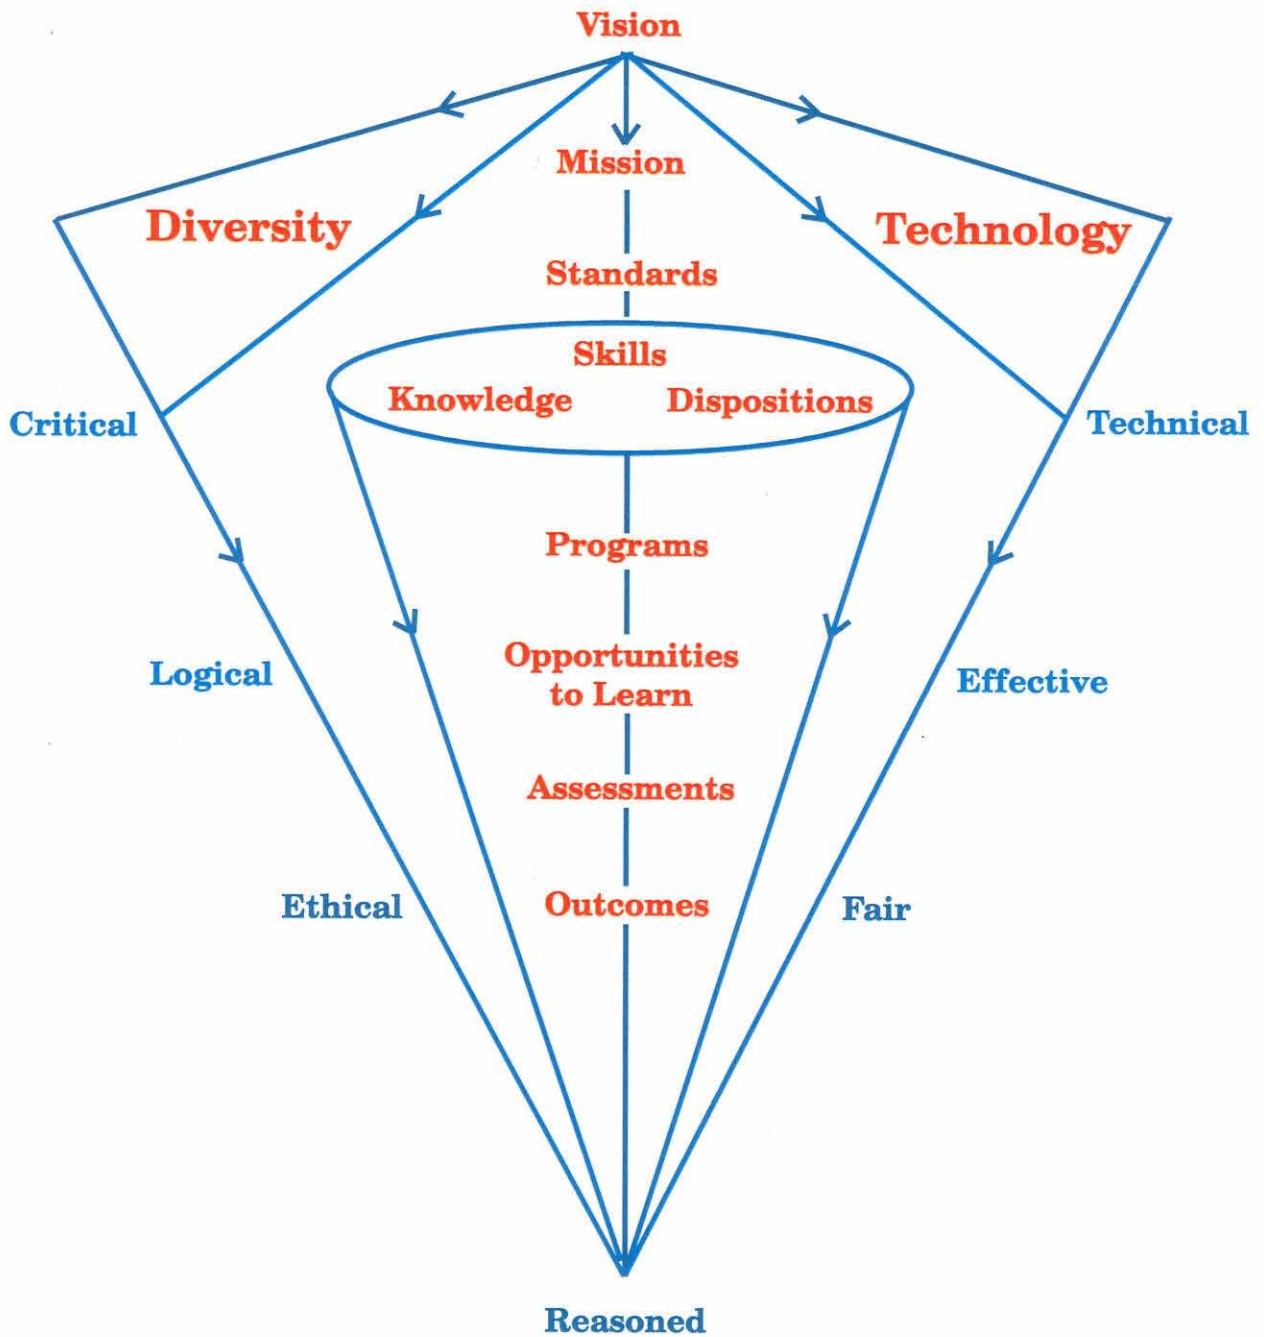 Vision
Mission
Diversity
Technology
Standards
Skills
Knowledge
Dispositions
Critical
Technical
Programs
Opportunities
to Learn
Logical
Effective
Assessments
Ethical
Outcomes
Fair
Reasoned